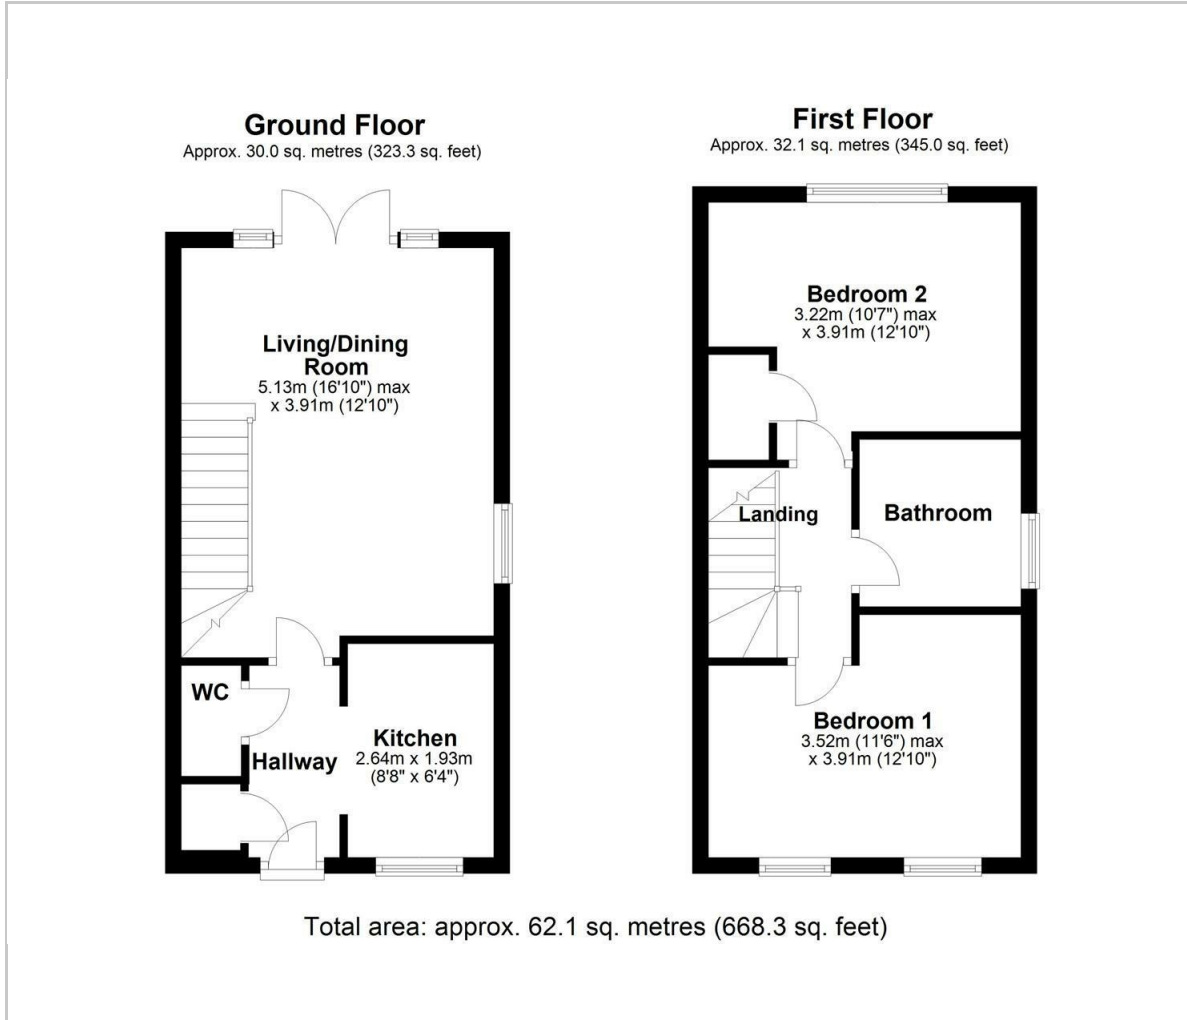 Ground Floor
Approx. 30.0 sq. metres (323.3 sq. feet)
Living/Dining
Room
5.13m (16'10") max
x 3.91m (12'10")
WC
Hallway
Kitchen
2.64m x 1.93m
(8'8" x 6'4")
First Floor
Approx. 32.1 sq. metres (345.0 sq. feet)
Bedroom 2
3.22m (10'7") max
x 3.91m (12'10")
Landing
Bathroom
Bedroom 1
3.52m (11'6") max
x 3.91m (12'10")
Total area: approx. 62.1 sq. metres (668.3 sq. feet)